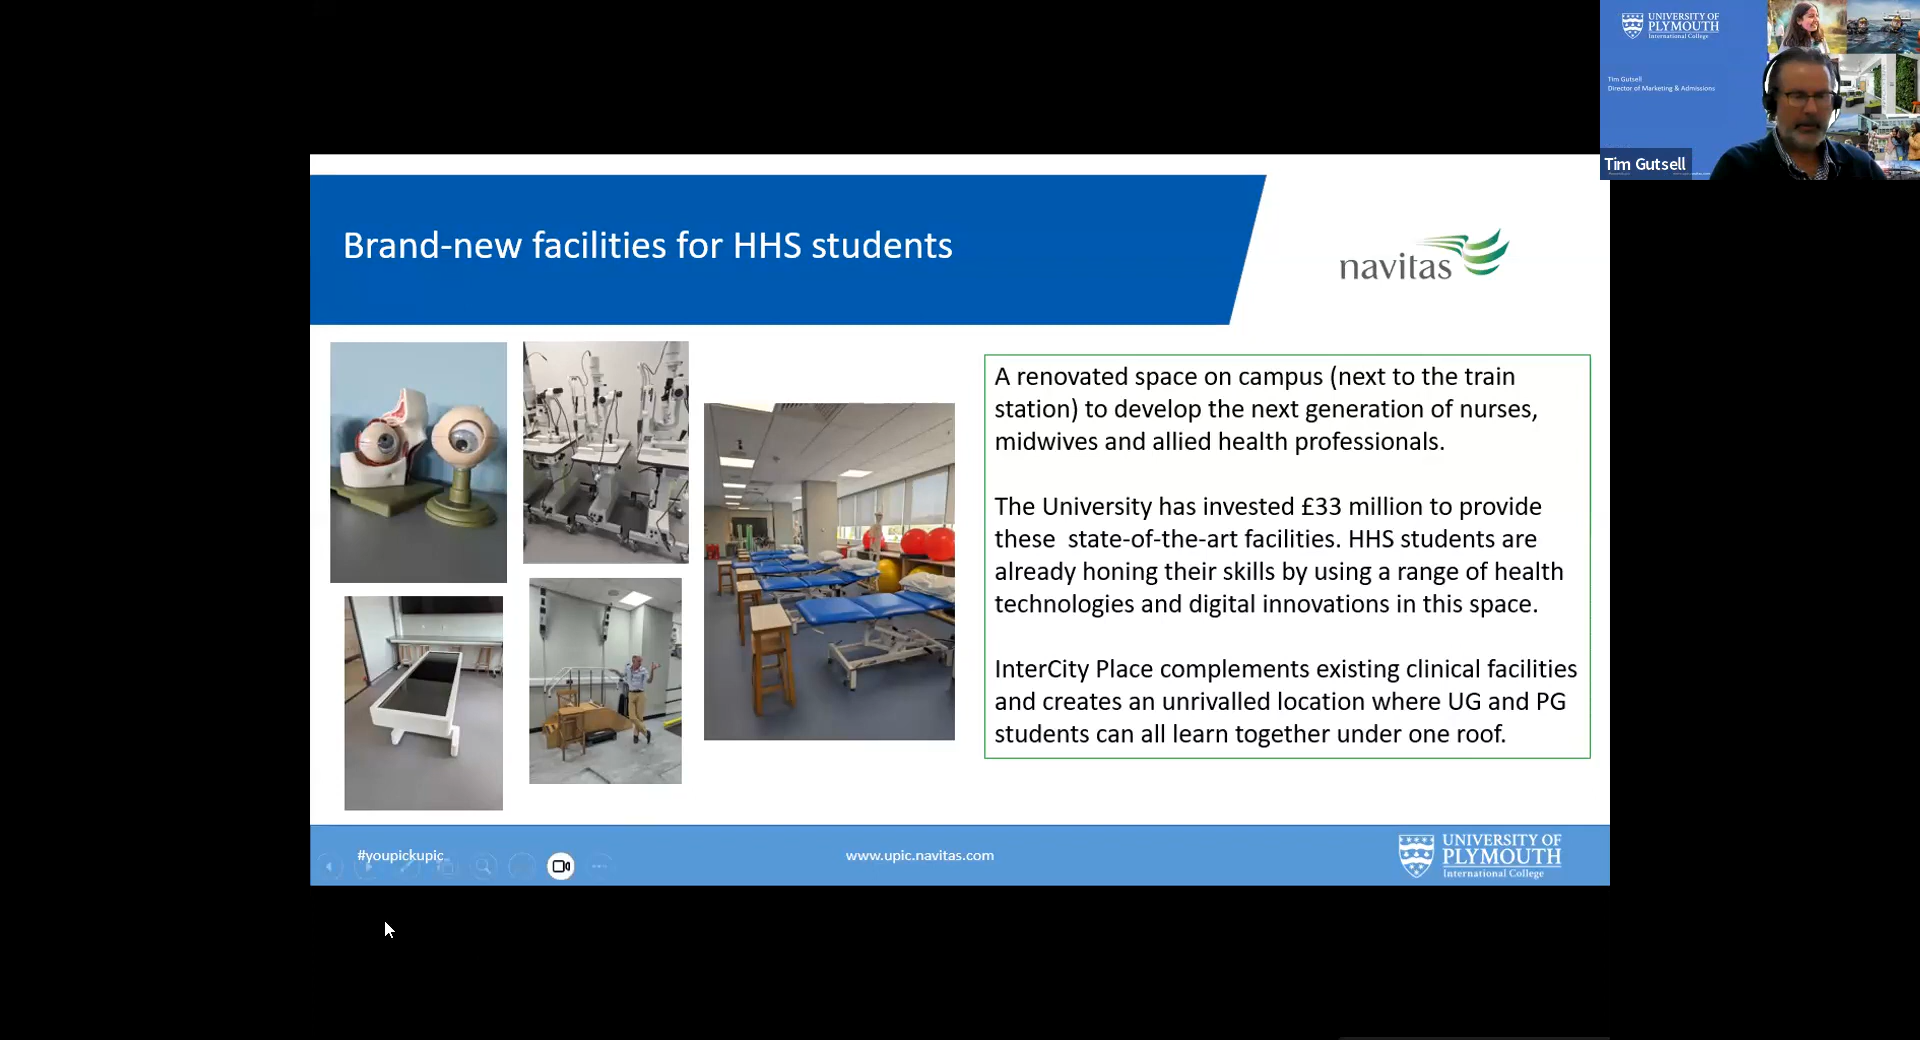 UNIVERSITY OF
PLYMOUTH
International College
Tim Gutsell
Director of Marketing & Admissions
Tim Gutsell
Brand-new facilities for HHS students
navitas
A renovated space on campus (next to the train
station) to develop the next generation of nurses,
midwives and allied health professionals.
The University has invested £33 million to provide
these  state-of-the-art facilities. HHS students are
already honing their skills by using a range of health
technologies and digital innovations in this space.
InterCity Place complements existing clinical facilities
and creates an unrivalled location where UG and PG
students can all learn together under one roof.
#youpickupic
www.upic.navitas.com
UNIVERSITY OF
PLYMOUTH
International College